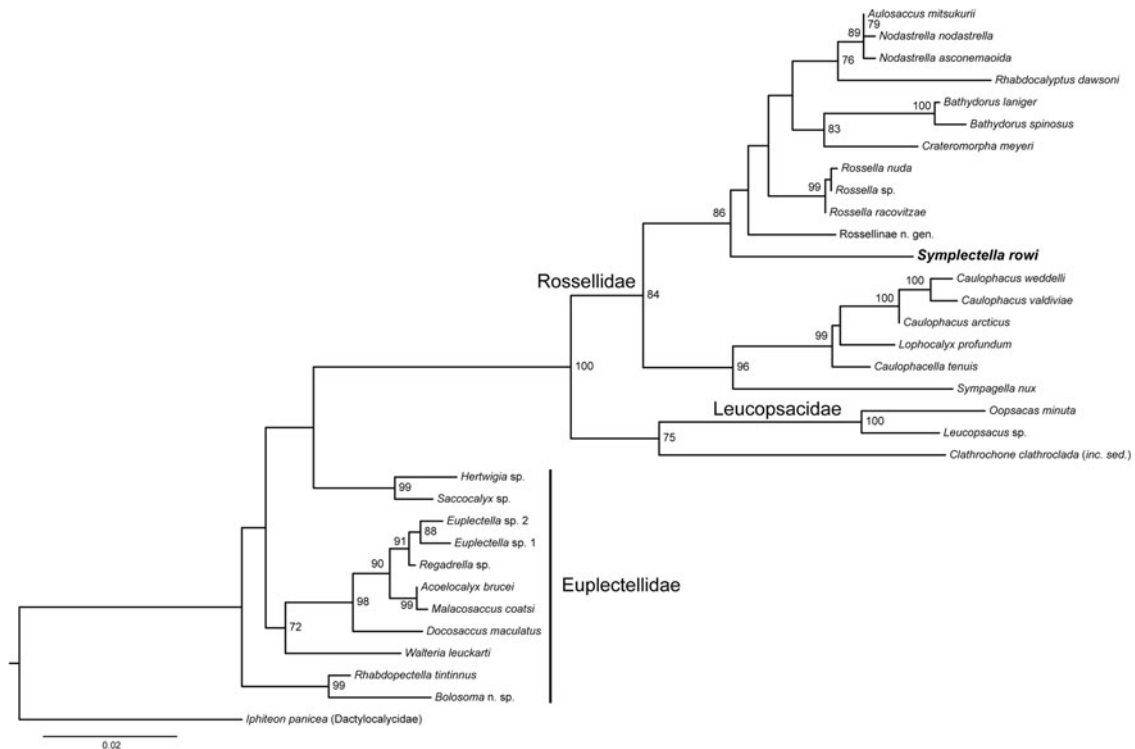 Aulosaccus mitsukurii
79
89
Nodastrella nodastrella
76
Nodastrella asconemaoida
Rhabdocalyptus dawsoni
100
Bathydorus laniger
Bathydorus spinosus
83
Crateromorpha meyeri
Rossella nuda
99
Rossella sp.
Rossella racovitzae
86
Rossellinae n. gen.
Symplectella rowi
Rossellidae
84
100
Caulophacus weddelli
100
Caulophacus valdiviae
Caulophacus arcticus
99
Lophocalyx profundum
96
Caulophacella tenuis
Sympagella nux
100
Leucopsacidae
Oopsacas minuta
100
75
Leucopsacus sp.
Clathrochone clathroclada (inc. sed.)
Hertwigia sp.
99
Saccocalyx sp.
Euplectella sp. 2
88
91
Euplectella sp. 1
90
Regadrella sp.
Acoelocalyx brucei
99
Malacosaccus coatsi
98
Docosaccus maculatus
72
Walteria leuckarti
Euplectellidae
Rhabdopectella tintinnus
99
Bolosoma n. sp.
Iphiteon panicea (Dactylocalycidae)
0.02